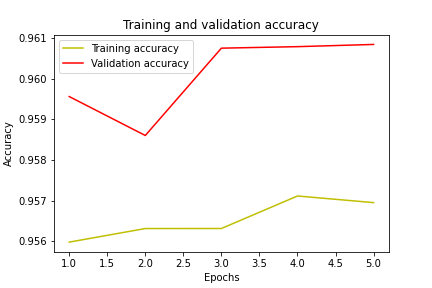 Training and validation accuracy
Training accuracy
Validation accuracy
0.961
0.960
0.959
0.958
0.957
0.956
Accuracy
1.0 1.5 2.0 2.5 3.0 3.5 4.0 4.5 5.0
Epochs